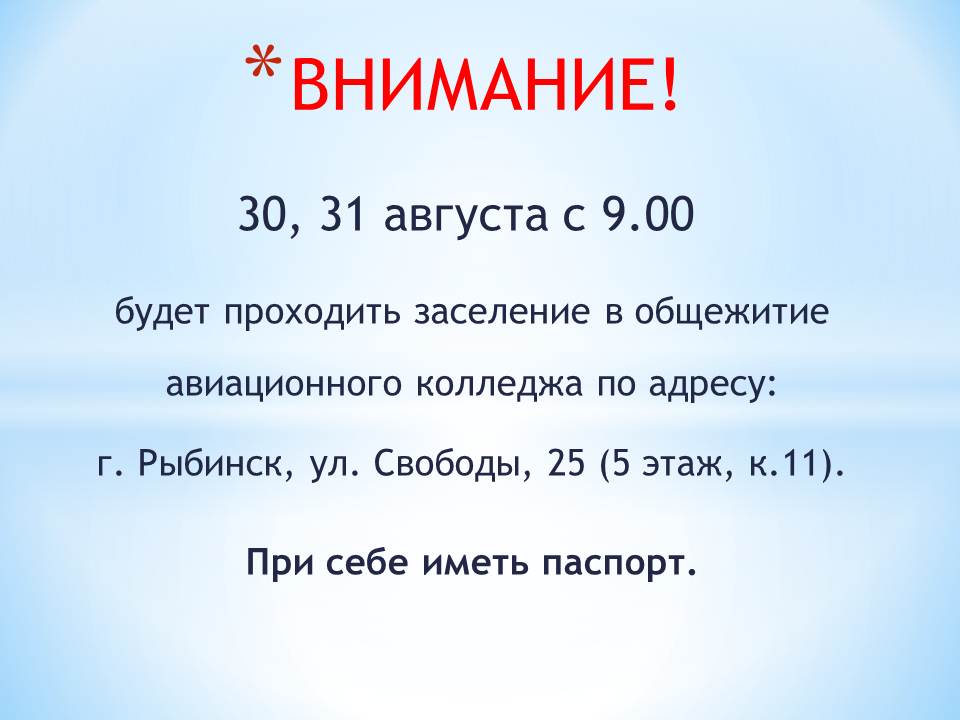 * ВНИМАНИЕ!
30, 31 августа с 9.00
будет проходить заселение в общежитие
авиационного колледжа по адресу:
г. Рыбинск, ул. Свободы, 25 (5 этаж, к.11).
При себе иметь паспорт.